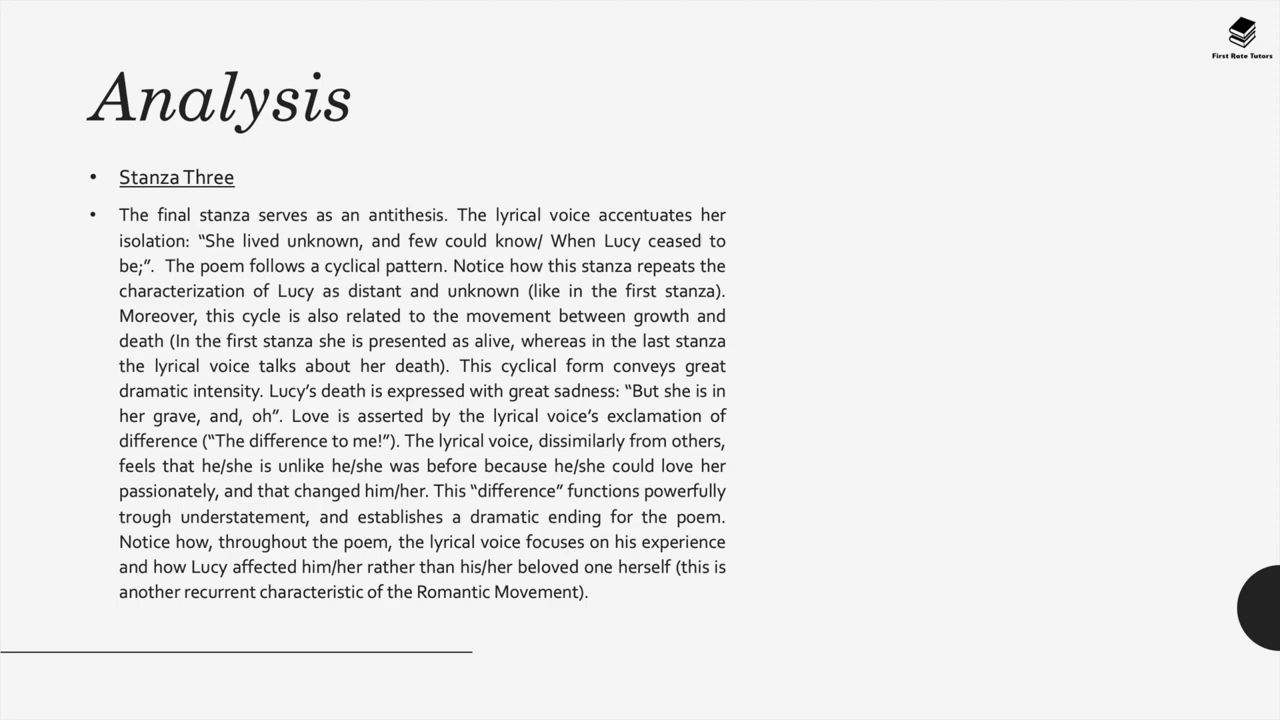 First Rate Tutors
Analysis
• Stanza Three
• The final stanza serves as an antithesis. The lyrical voice accentuates her
isolation: “She lived unknown, and few could know/ When Lucy ceased to
be;”.  The poem follows a cyclical pattern. Notice how this stanza repeats the
characterization of Lucy as distant and unknown (like in the first stanza).
Moreover, this cycle is also related to the movement between growth and
death (In the first stanza she is presented as alive, whereas in the last stanza
the lyrical voice talks about her death). This cyclical form conveys great
dramatic intensity. Lucy’s death is expressed with great sadness: “But she is in
her grave, and, oh”. Love is asserted by the lyrical voice’s exclamation of
difference (“The difference to me!”). The lyrical voice, dissimilarly from others,
feels that he/she is unlike he/she was before because he/she could love her
passionately, and that changed him/her. This “difference” functions powerfully
trough understatement, and establishes a dramatic ending for the poem.
Notice how, throughout the poem, the lyrical voice focuses on his experience
and how Lucy affected him/her rather than his/her beloved one herself (this is
another recurrent characteristic of the Romantic Movement).